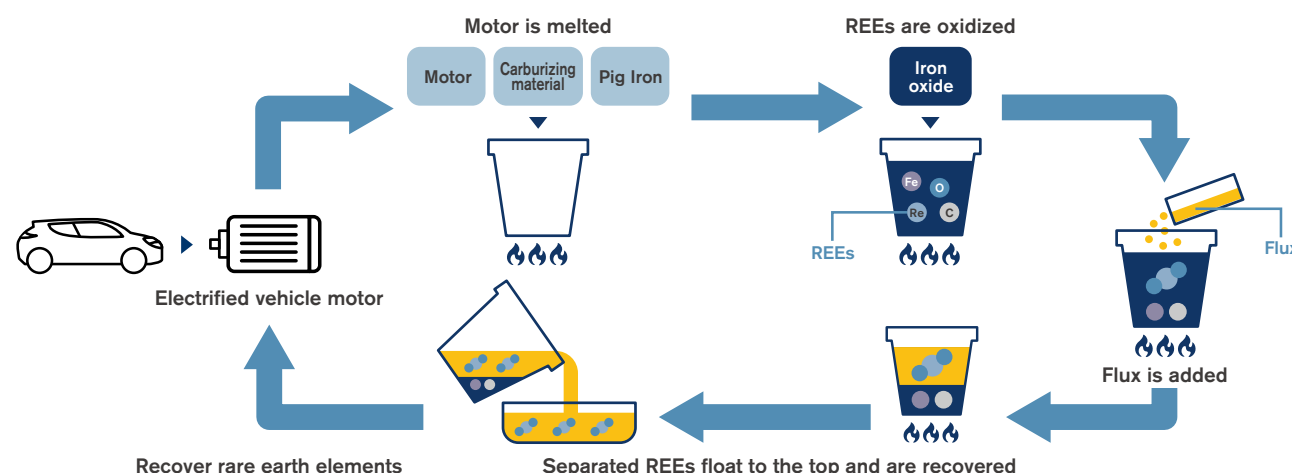 Motor is melted
Motor
Carburizing
material
Pig Iron
REEs are oxidized
Iron
oxide
Fe
O
Re
C
REEs
Flux
Flux is added
Electrified vehicle motor
Separated REEs float to the top and are recovered
Recover rare earth elements